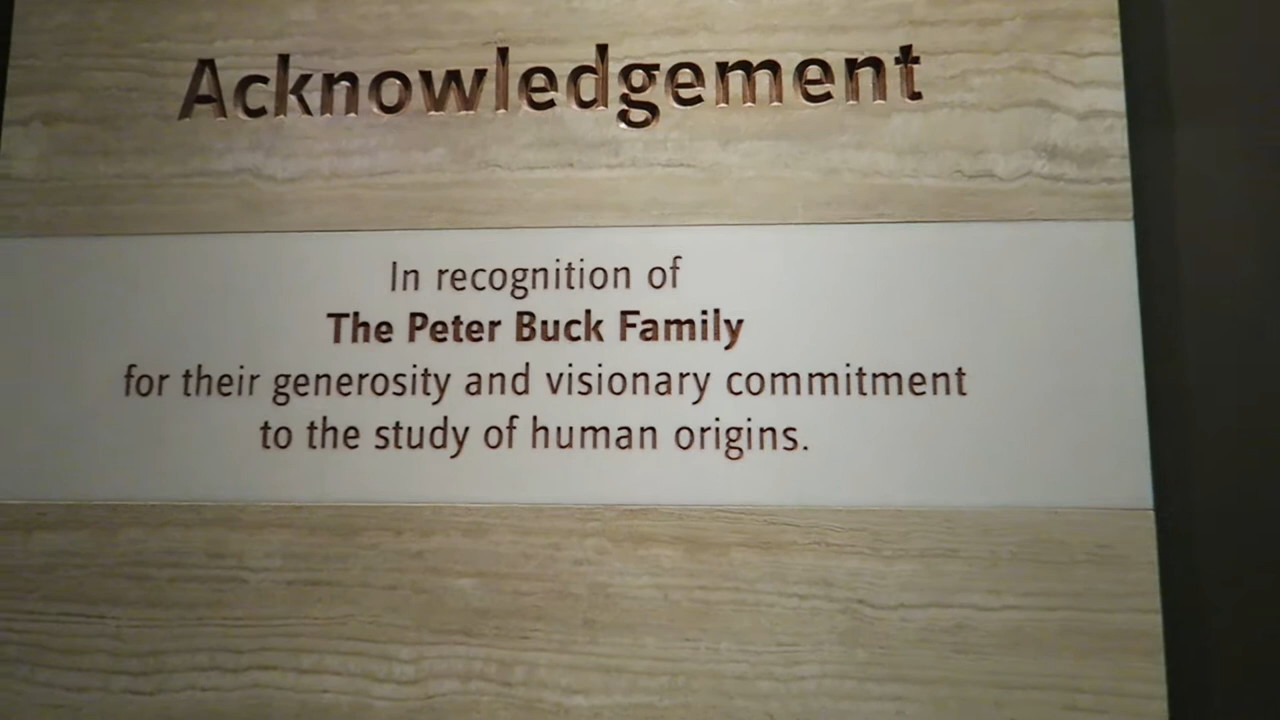 Acknowledgement
In recognition of
The Peter Buck Family
for their generosity and visionary commitment
to the study of human origins.